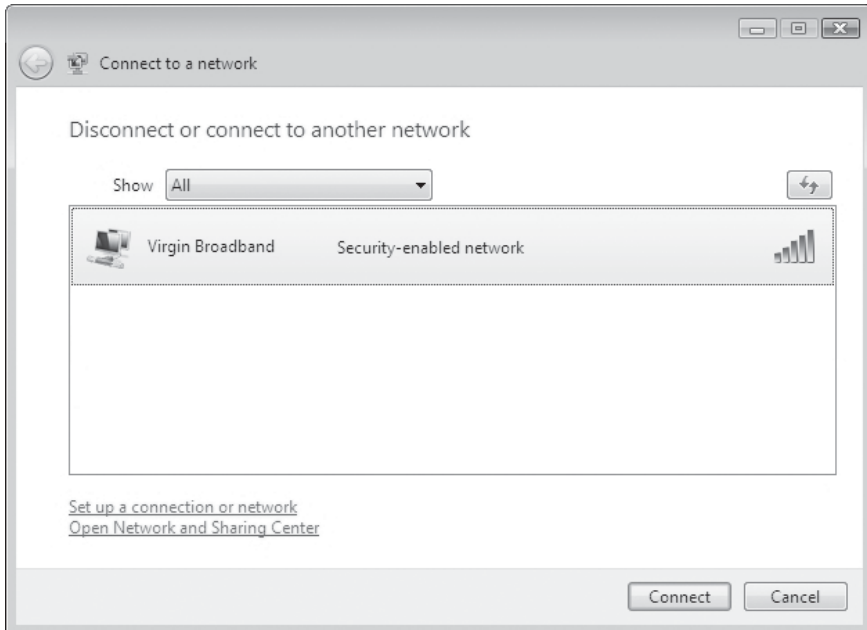 Connect to a network
Disconnect or connect to another network
Show All
Virgin Broadband Security-enabled network
Set up a connection or network
Open Network and Sharing Center
Connect Cancel